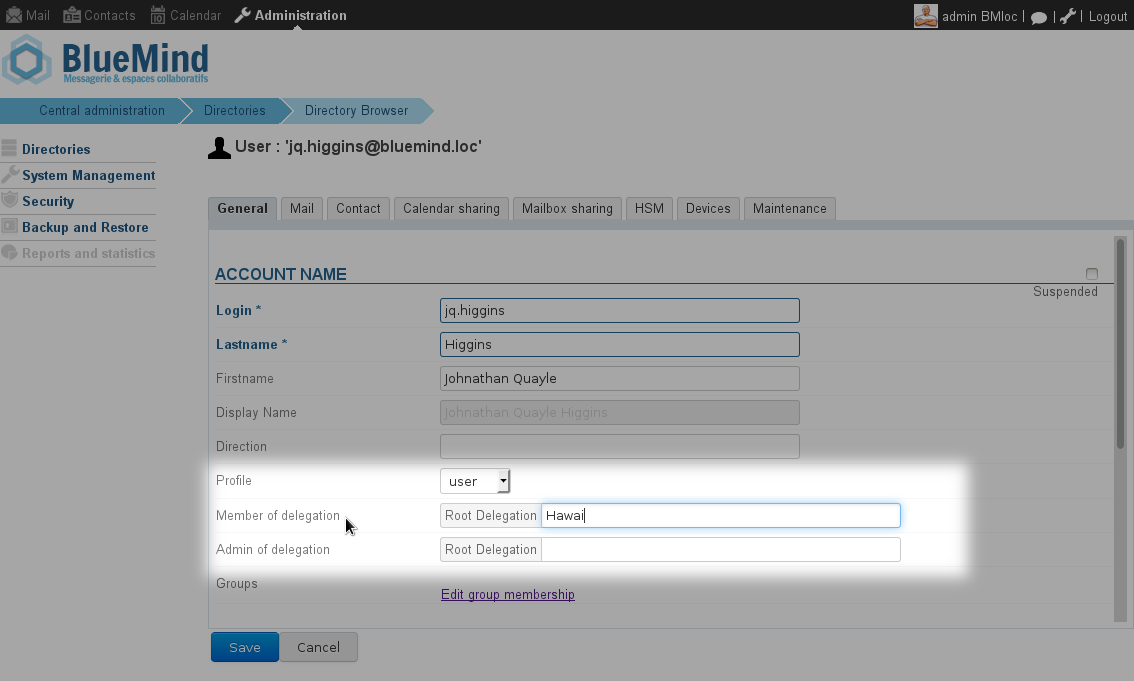 Mail Contacts Calendar Administration admin BMloc | | | Logout
BlueMind
Messagerie & espaces collaboratifs
Central administration Directories Directory Browser
Directories
System Management
Security
Backup and Restore
Reports and statistics
User : 'jq.higgins@bluemind.loc'
General Mail Contact Calendar sharing Mailbox sharing HSM Devices Maintenance
ACCOUNT NAME
Suspended
Login * jq.higgins
Lastname * Higgins
Firstname Johnathan Quayle
Display Name Johnathan Quayle Higgins
Direction
Profile user
Member of delegation Root Delegation Hawai
Admin of delegation Root Delegation
Groups
Edit group membership
Save Cancel